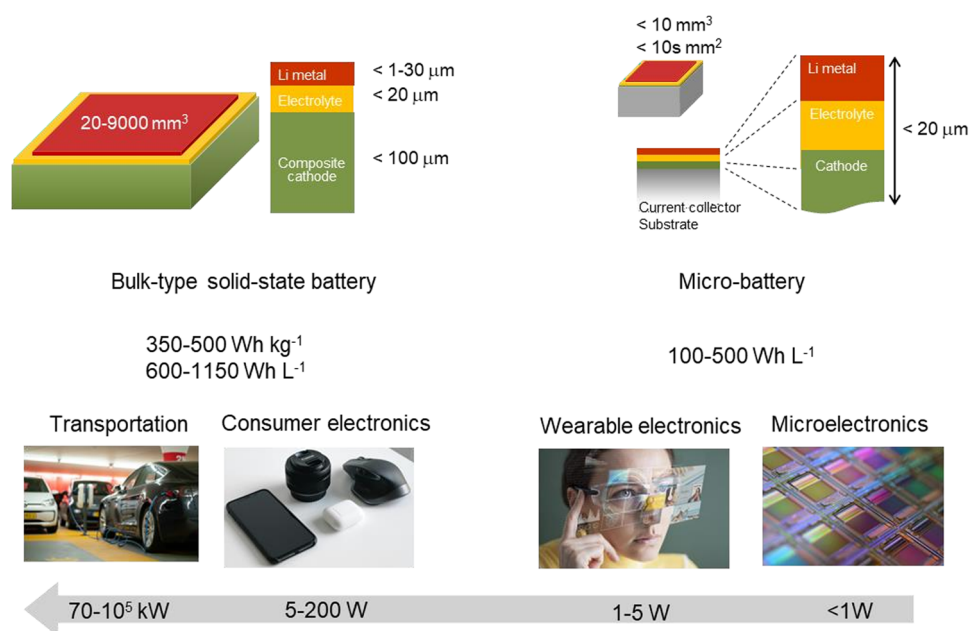 20-9000 mm³
Li metal
Electrolyte
Composite
cathode
< 1-30 μm
< 20 μm
< 100 μm
< 10 mm³
< 10s mm²
Current collector
Substrate
Li metal
Electrolyte
Cathode
< 20 μm
Bulk-type solid-state battery
Micro-battery
350-500 Wh kg⁻¹
600-1150 Wh L⁻¹
100-500 Wh L⁻¹
Transportation
Consumer electronics
Wearable electronics
Microelectronics
70-10⁵ kW
5-200 W
1-5 W
<1W